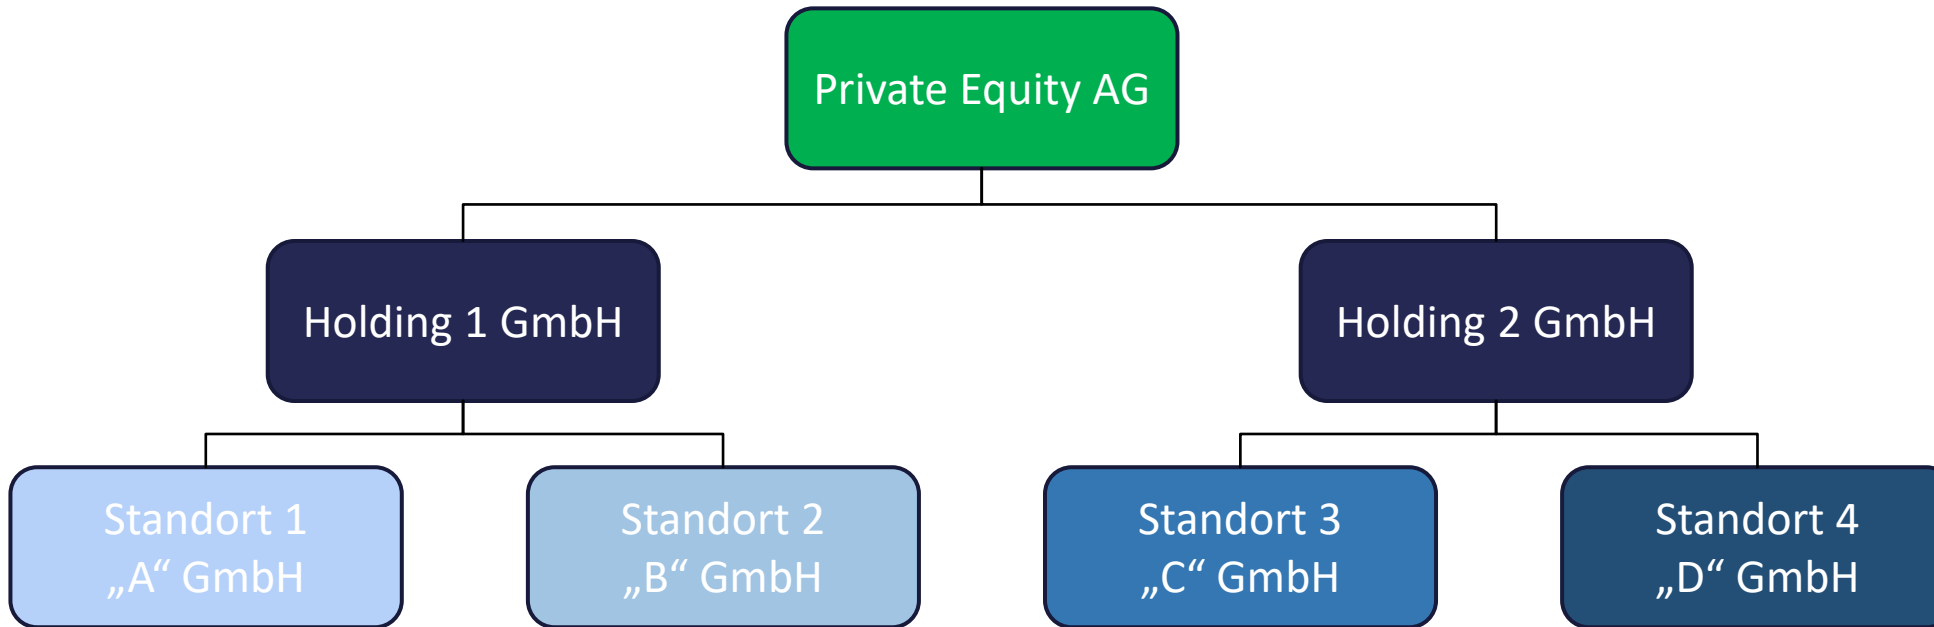 Private Equity AG
Holding 1 GmbH
Holding 2 GmbH
Standort 1
„A“ GmbH
Standort 2
„B“ GmbH
Standort 3
„C“ GmbH
Standort 4
„D“ GmbH